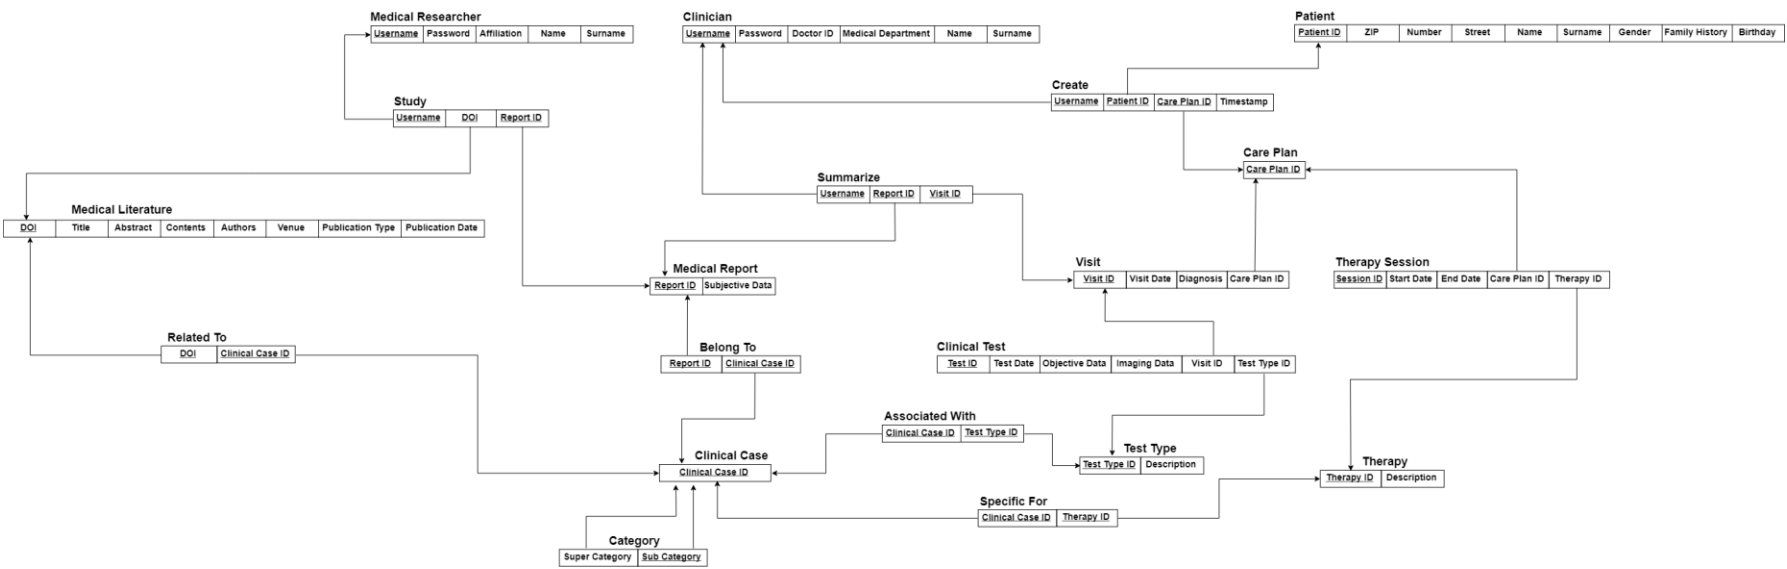 Medical Researcher
Username Password Affiliation Name Surname
Clinician
Username Password Doctor ID Medical Department Name Surname
Patient
Patient ID ZIP Number Street Name Surname Gender Family History Birthday
Create
Username Patient ID Care Plan ID Timestamp
Study
Username DOI Report ID
Care Plan
Care Plan ID
Summarize
Username Report ID Visit ID
Medical Literature
DOI Title Abstract Contents Authors Venue Publication Type Publication Date
Medical Report
Report ID Subjective Data
Visit
Visit ID Visit Date Diagnosis Care Plan ID
Therapy Session
Session ID Start Date End Date Care Plan ID Therapy ID
Related To
DOI Clinical Case ID
Belong To
Report ID Clinical Case ID
Clinical Test
Test ID Test Date Objective Data Imaging Data Visit ID Test Type ID
Associated With
Clinical Case ID Test Type ID
Clinical Case
Clinical Case ID
Test Type
Test Type ID Description
Therapy
Therapy ID Description
Specific For
Clinical Case ID Therapy ID
Category
Super Category Sub Category